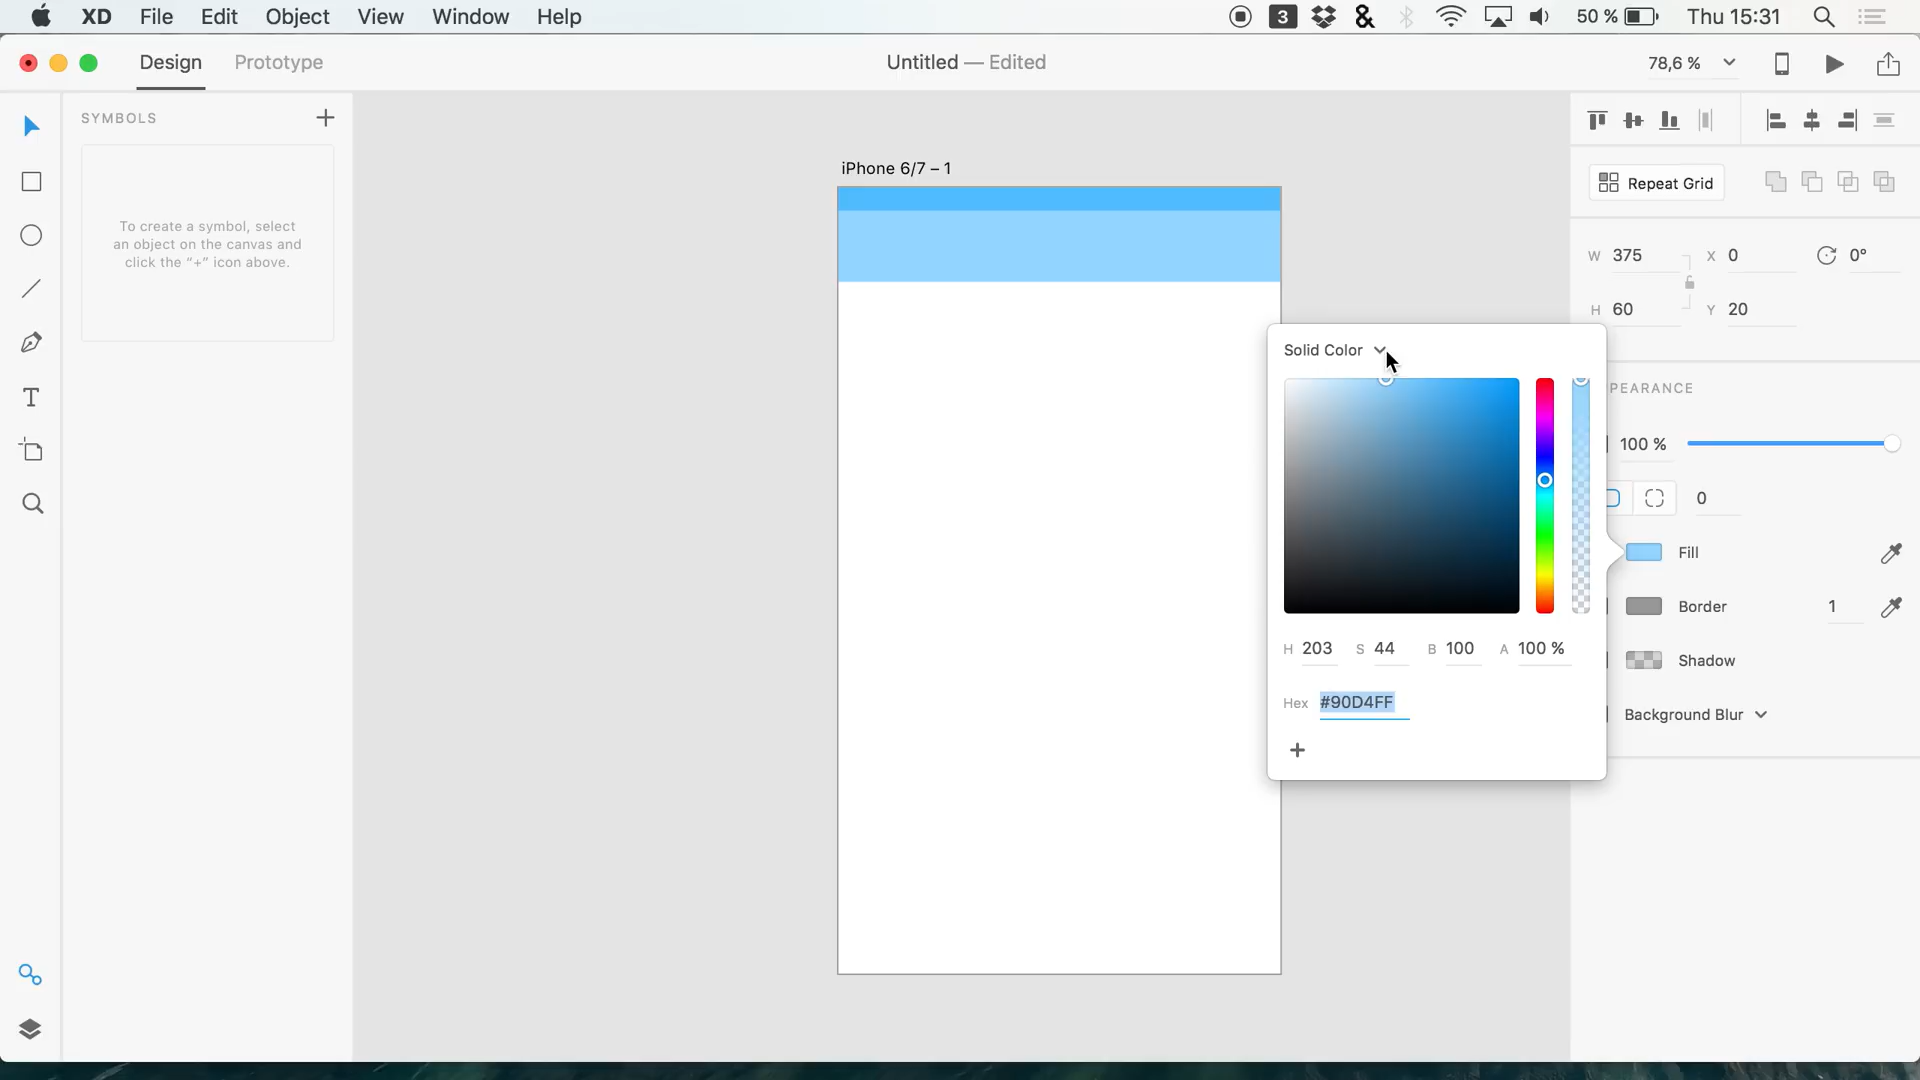 XD File Edit Object View Window Help
3 & 50 % Thu 15:31
Design Prototype
Untitled — Edited
78,6 %
SYMBOLS +
To create a symbol, select
an object on the canvas and
click the “+” icon above.
iPhone 6/7 – 1
Repeat Grid
W 375 X 0 0°
H 60 Y 20
Solid Color
PEARANCE
100 %
0
Fill
Border 1
Shadow
Background Blur
H 203 S 44 B 100 A 100 %
Hex #90D4FF
+